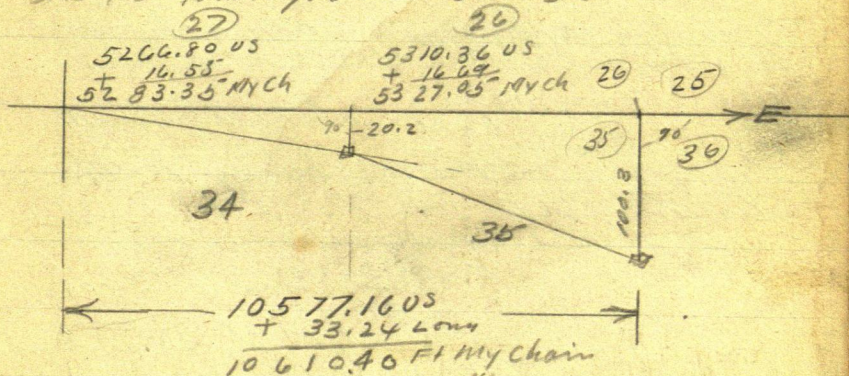 27
26
5266.80 US
+ 16.55
5283.35 My Ch
5310.36 US
+ 16.69
5327.05 My Ch
26
25
E
90
20.2
35
90
36
100.3
34
35
10577.16 US
+ 33.24 Long
10610.40 Ft My Chain